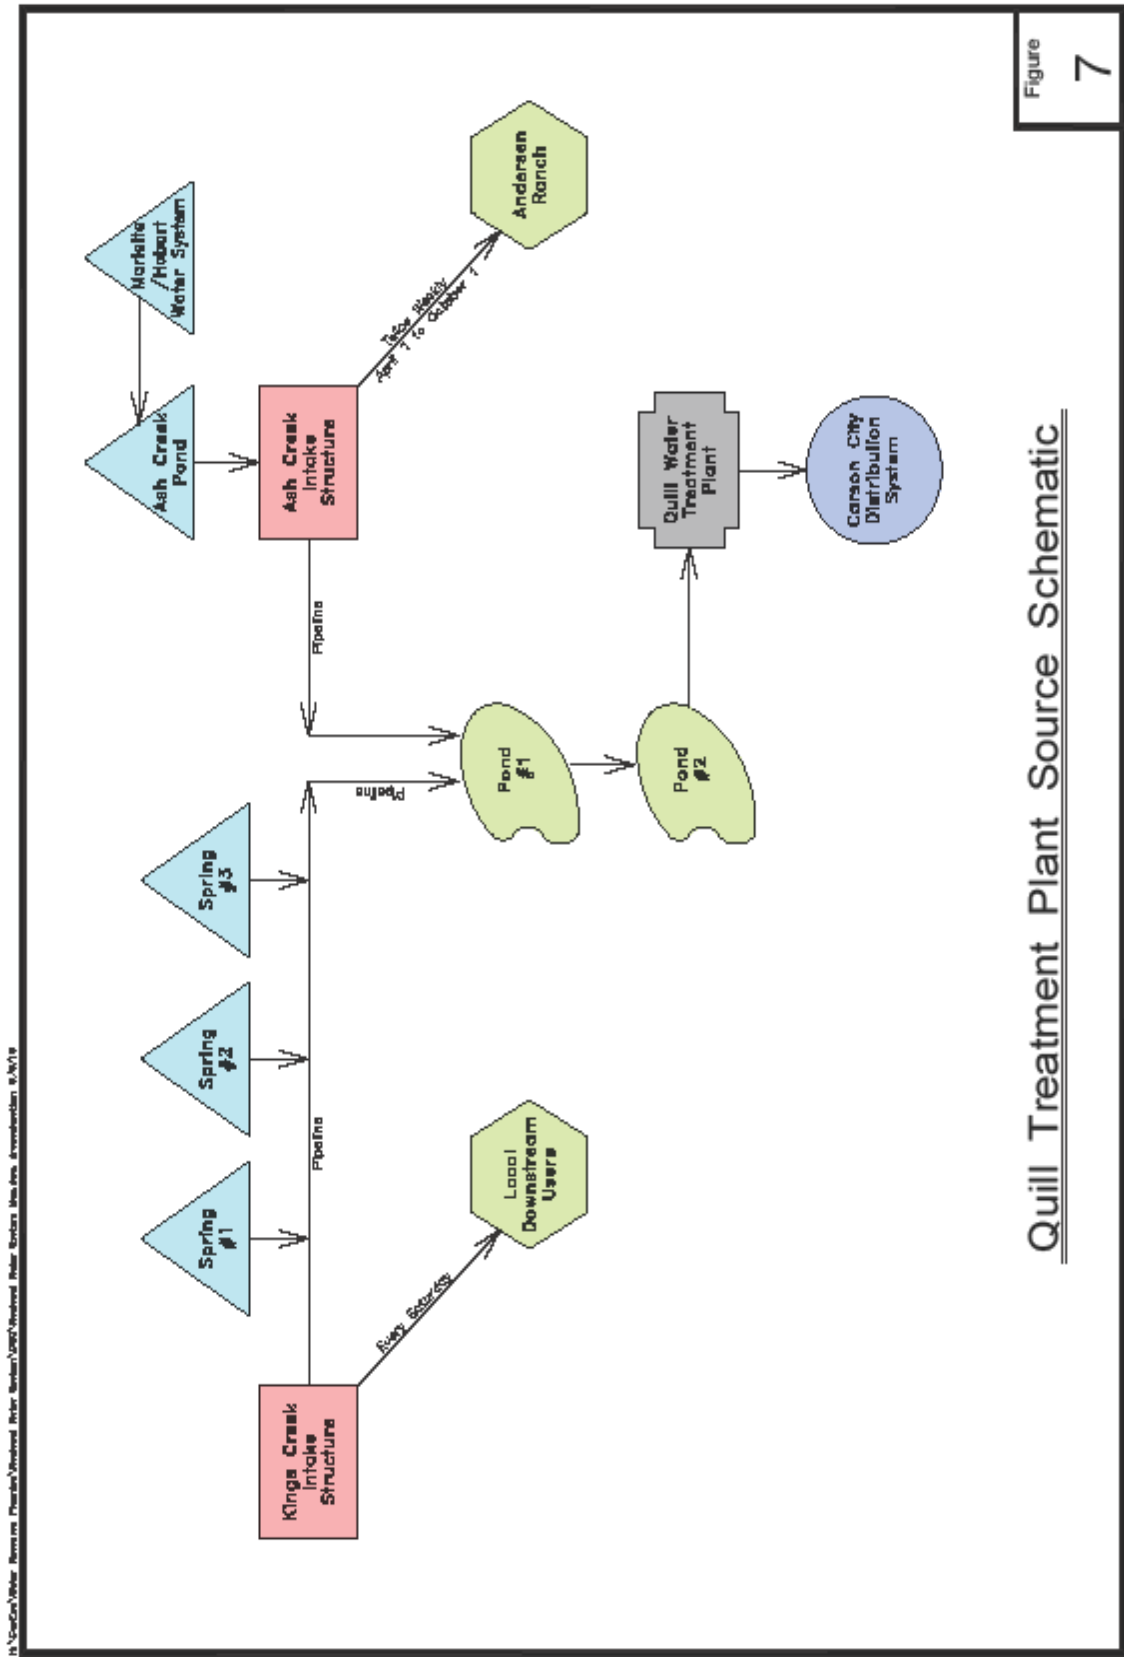 Marlette
/Hobart
Water System
Ash Creek
Pond
Spring
#1
Spring
#2
Spring
#3
Kings Creek
Intake
Structure
Pipeline
Pipeline
Pipeline
Ash Creek
Intake
Structure
Every Saturday
Twice Weekly
April 1 to October 1
Local
Downstream
Users
Pond
#1
Andersen
Ranch
Pond
#2
Quill Water
Treatment
Plant
Carson City
Distribution
System
Quill Treatment Plant Source Schematic
Figure
7